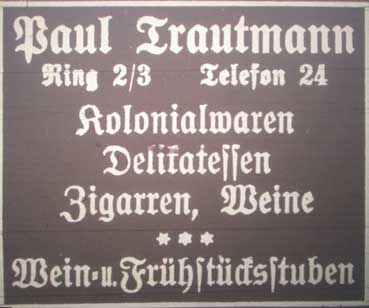 Paul Trautmann
Ring 2/3 Telefon 24
Kolonialwaren
Delikatessen
Zigarren, Weine
* * *
Wein- u. Frühstücksstuben